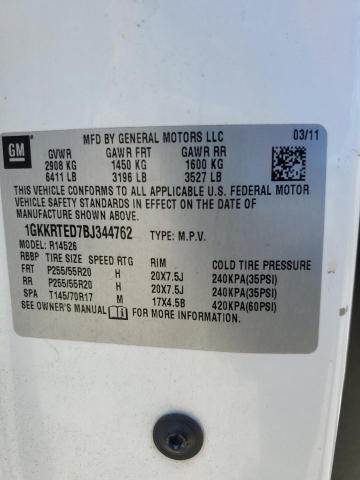 GM
MFD BY GENERAL MOTORS LLC 03/11
GVWR GAWR FRT GAWR RR
2908 KG 1450 KG 1600 KG
6411 LB 3196 LB 3527 LB
THIS VEHICLE CONFORMS TO ALL APPLICABLE U.S. FEDERAL MOTOR
VEHICLE SAFETY STANDARDS IN EFFECT ON THE DATE OF
MANUFACTURE SHOWN ABOVE.
1GKKRTED7BJ344762 TYPE: M.P.V.
MODEL: R14526
RBBP TIRE SIZE SPEED RTG RIM COLD TIRE PRESSURE
FRT P255/55R20 H 20X7.5J 240KPA(35PSI)
RR P255/55R20 H 20X7.5J 240KPA(35PSI)
SPA T145/70R17 M 17X4.5B 420KPA(60PSI)
SEE OWNER'S MANUAL FOR MORE INFORMATION